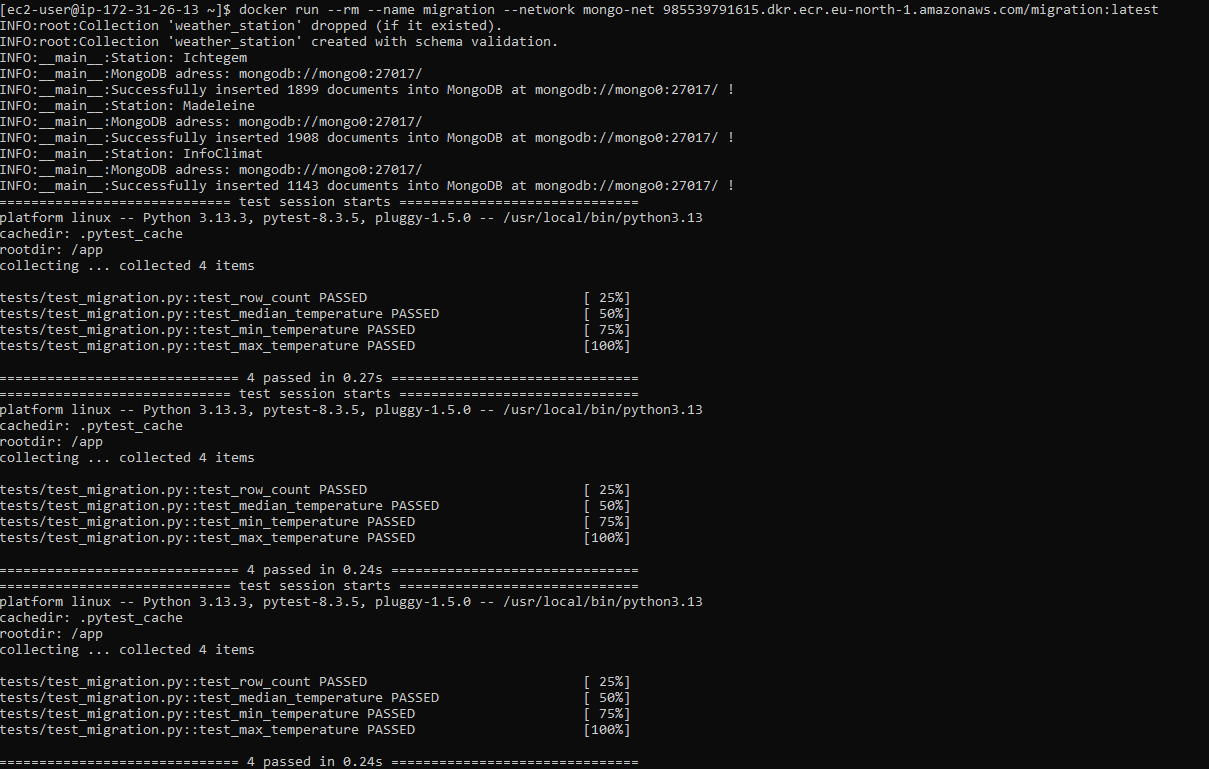 [ec2-user@ip-172-31-26-13 ~]$ docker run --rm --name migration --network mongo-net 985539791615.dkr.ecr.eu-north-1.amazonaws.com/migration:latest
INFO:root:Collection 'weather_station' dropped (if it existed).
INFO:root:Collection 'weather_station' created with schema validation.
INFO:__main__:Station: Ichtegem
INFO:__main__:MongoDB adress: mongodb://mongo0:27017/
INFO:__main__:Successfully inserted 1899 documents into MongoDB at mongodb://mongo0:27017/ !
INFO:__main__:Station: Madeleine
INFO:__main__:MongoDB adress: mongodb://mongo0:27017/
INFO:__main__:Successfully inserted 1908 documents into MongoDB at mongodb://mongo0:27017/ !
INFO:__main__:Station: InfoClimat
INFO:__main__:MongoDB adress: mongodb://mongo0:27017/
INFO:__main__:Successfully inserted 1143 documents into MongoDB at mongodb://mongo0:27017/ !
============================= test session starts ==============================
platform linux -- Python 3.13.3, pytest-8.3.5, pluggy-1.5.0 -- /usr/local/bin/python3.13
cachedir: .pytest_cache
rootdir: /app
collecting ... collected 4 items
tests/test_migration.py::test_row_count PASSED                           [ 25%]
tests/test_migration.py::test_median_temperature PASSED                  [ 50%]
tests/test_migration.py::test_min_temperature PASSED                     [ 75%]
tests/test_migration.py::test_max_temperature PASSED                     [100%]
============================== 4 passed in 0.27s ===============================
============================= test session starts ==============================
platform linux -- Python 3.13.3, pytest-8.3.5, pluggy-1.5.0 -- /usr/local/bin/python3.13
cachedir: .pytest_cache
rootdir: /app
collecting ... collected 4 items
tests/test_migration.py::test_row_count PASSED                           [ 25%]
tests/test_migration.py::test_median_temperature PASSED                  [ 50%]
tests/test_migration.py::test_min_temperature PASSED                     [ 75%]
tests/test_migration.py::test_max_temperature PASSED                     [100%]
============================== 4 passed in 0.24s ===============================
============================= test session starts ==============================
platform linux -- Python 3.13.3, pytest-8.3.5, pluggy-1.5.0 -- /usr/local/bin/python3.13
cachedir: .pytest_cache
rootdir: /app
collecting ... collected 4 items
tests/test_migration.py::test_row_count PASSED                           [ 25%]
tests/test_migration.py::test_median_temperature PASSED                  [ 50%]
tests/test_migration.py::test_min_temperature PASSED                     [ 75%]
tests/test_migration.py::test_max_temperature PASSED                     [100%]
============================== 4 passed in 0.24s ===============================